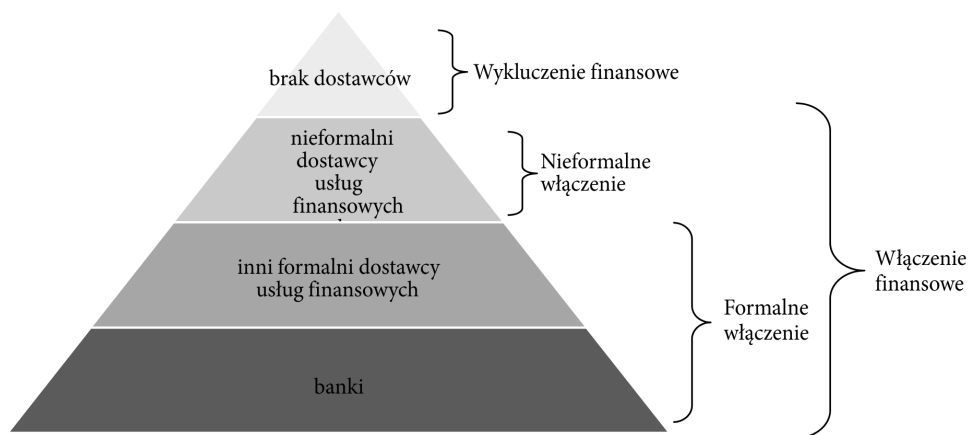 brak dostawców
Wykluczenie finansowe
nieformalni
dostawcy
usług
finansowych
Nieformalne
włączenie
inni formalni dostawcy
usług finansowych
Formalne
włączenie
Włączenie
finansowe
banki